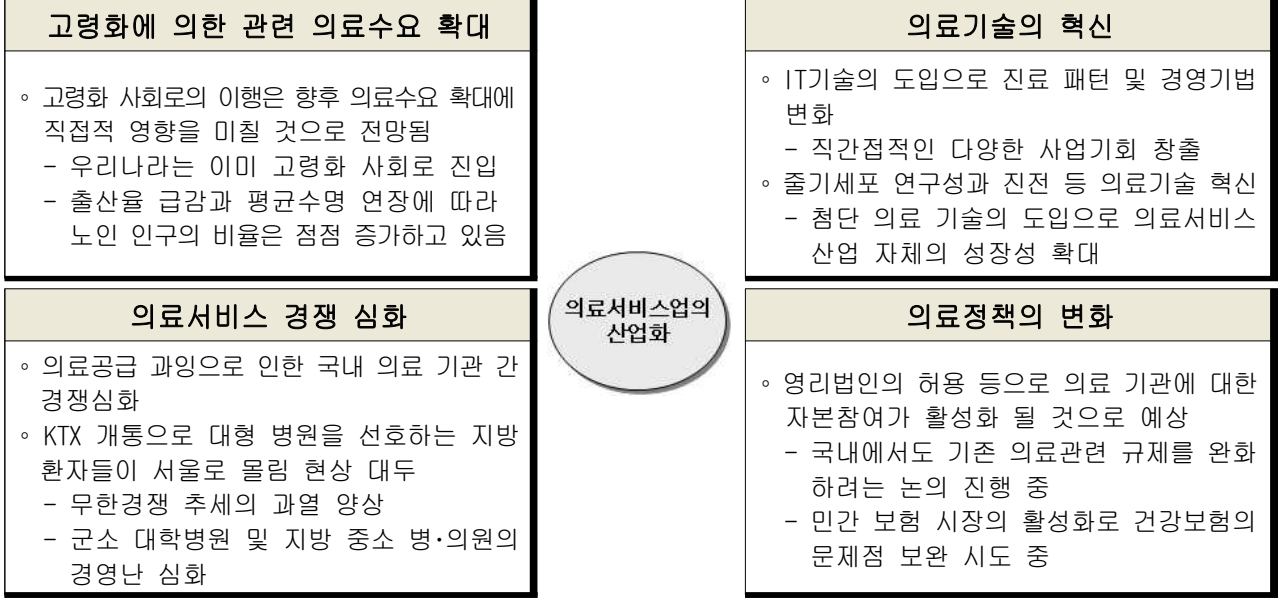 고령화에 의한 관련 의료수요 확대
◦ 고령화 사회로의 이행은 향후 의료수요 확대에
직접적 영향을 미칠 것으로 전망됨
- 우리나라는 이미 고령화 사회로 진입
- 출산율 급감과 평균수명 연장에 따라
노인 인구의 비율은 점점 증가하고 있음
의료기술의 혁신
◦ IT기술의 도입으로 진료 패턴 및 경영기법
변화
- 직간접적인 다양한 사업기회 창출
◦ 줄기세포 연구성과 진전 등 의료기술 혁신
- 첨단 의료 기술의 도입으로 의료서비스
산업 자체의 성장성 확대
의료서비스업의
산업화
의료서비스 경쟁 심화
◦ 의료공급 과잉으로 인한 국내 의료 기관 간
경쟁심화
◦ KTX 개통으로 대형 병원을 선호하는 지방
환자들이 서울로 몰림 현상 대두
- 무한경쟁 추세의 과열 양상
- 군소 대학병원 및 지방 중소 병·의원의
경영난 심화
의료정책의 변화
◦ 영리법인의 허용 등으로 의료 기관에 대한
자본참여가 활성화 될 것으로 예상
- 국내에서도 기존 의료관련 규제를 완화
하려는 논의 진행 중
- 민간 보험 시장의 활성화로 건강보험의
문제점 보완 시도 중